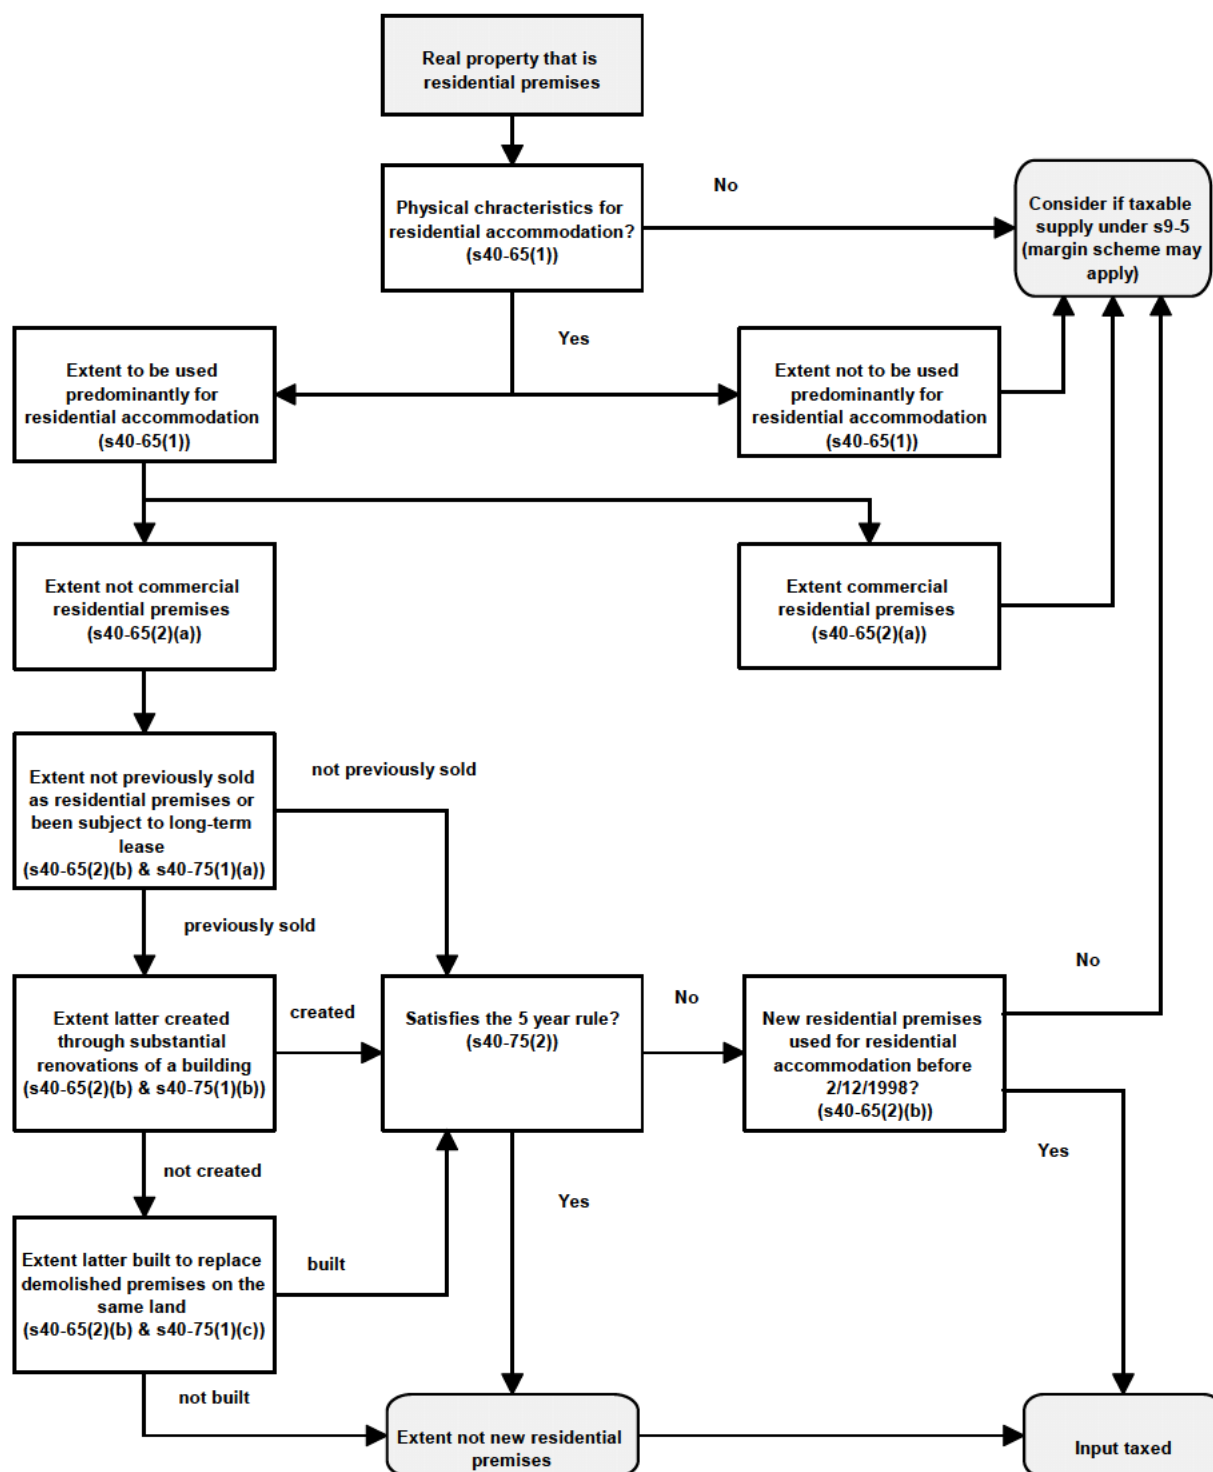 Real property that is
residential premises
No
Physical chracteristics for
residential accommodation?
(s40-65(1))
Consider if taxable
supply under s9-5
(margin scheme may
apply)
Yes
Extent to be used
predominantly for
residential accommodation
(s40-65(1))
Extent not to be used
predominantly for
residential accommodation
(s40-65(1))
Extent not commercial
residential premises
(s40-65(2)(a))
Extent commercial
residential premises
(s40-65(2)(a))
Extent not previously sold
as residential premises or
been subject to long-term
lease
(s40-65(2)(b) & s40-75(1)(a))
not previously sold
previously sold
Extent latter created
through substantial
renovations of a building
(s40-65(2)(b) & s40-75(1)(b))
created
Satisfies the 5 year rule?
(s40-75(2))
No
New residential premises
used for residential
accommodation before
2/12/1998?
(s40-65(2)(b))
No
Yes
not created
Yes
Extent latter built to replace
demolished premises on the
same land
(s40-65(2)(b) & s40-75(1)(c))
built
not built
Extent not new residential
premises
Input taxed